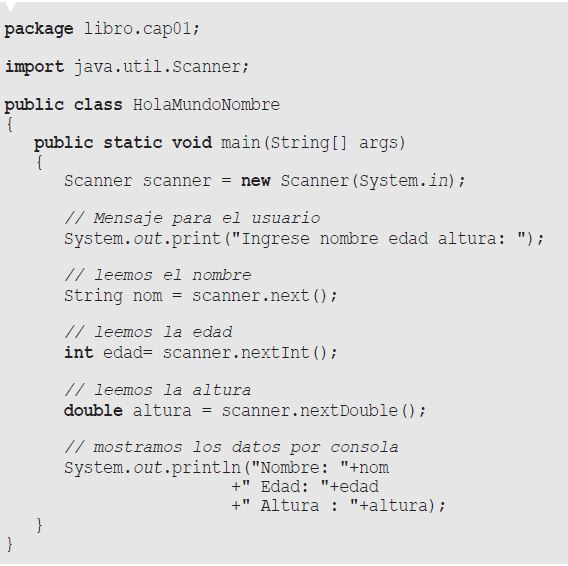 package libro.cap01;
import java.util.Scanner;
public class HolaMundoNombre
{
public static void main(String[] args)
{
Scanner scanner = new Scanner(System.in);
// Mensaje para el usuario
System.out.print("Ingrese nombre edad altura: ");
// leemos el nombre
String nom = scanner.next();
// leemos la edad
int edad= scanner.nextInt();
// leemos la altura
double altura = scanner.nextDouble();
// mostramos los datos por consola
System.out.println("Nombre: "+nom
+" Edad: "+edad
+" Altura : "+altura);
}
}